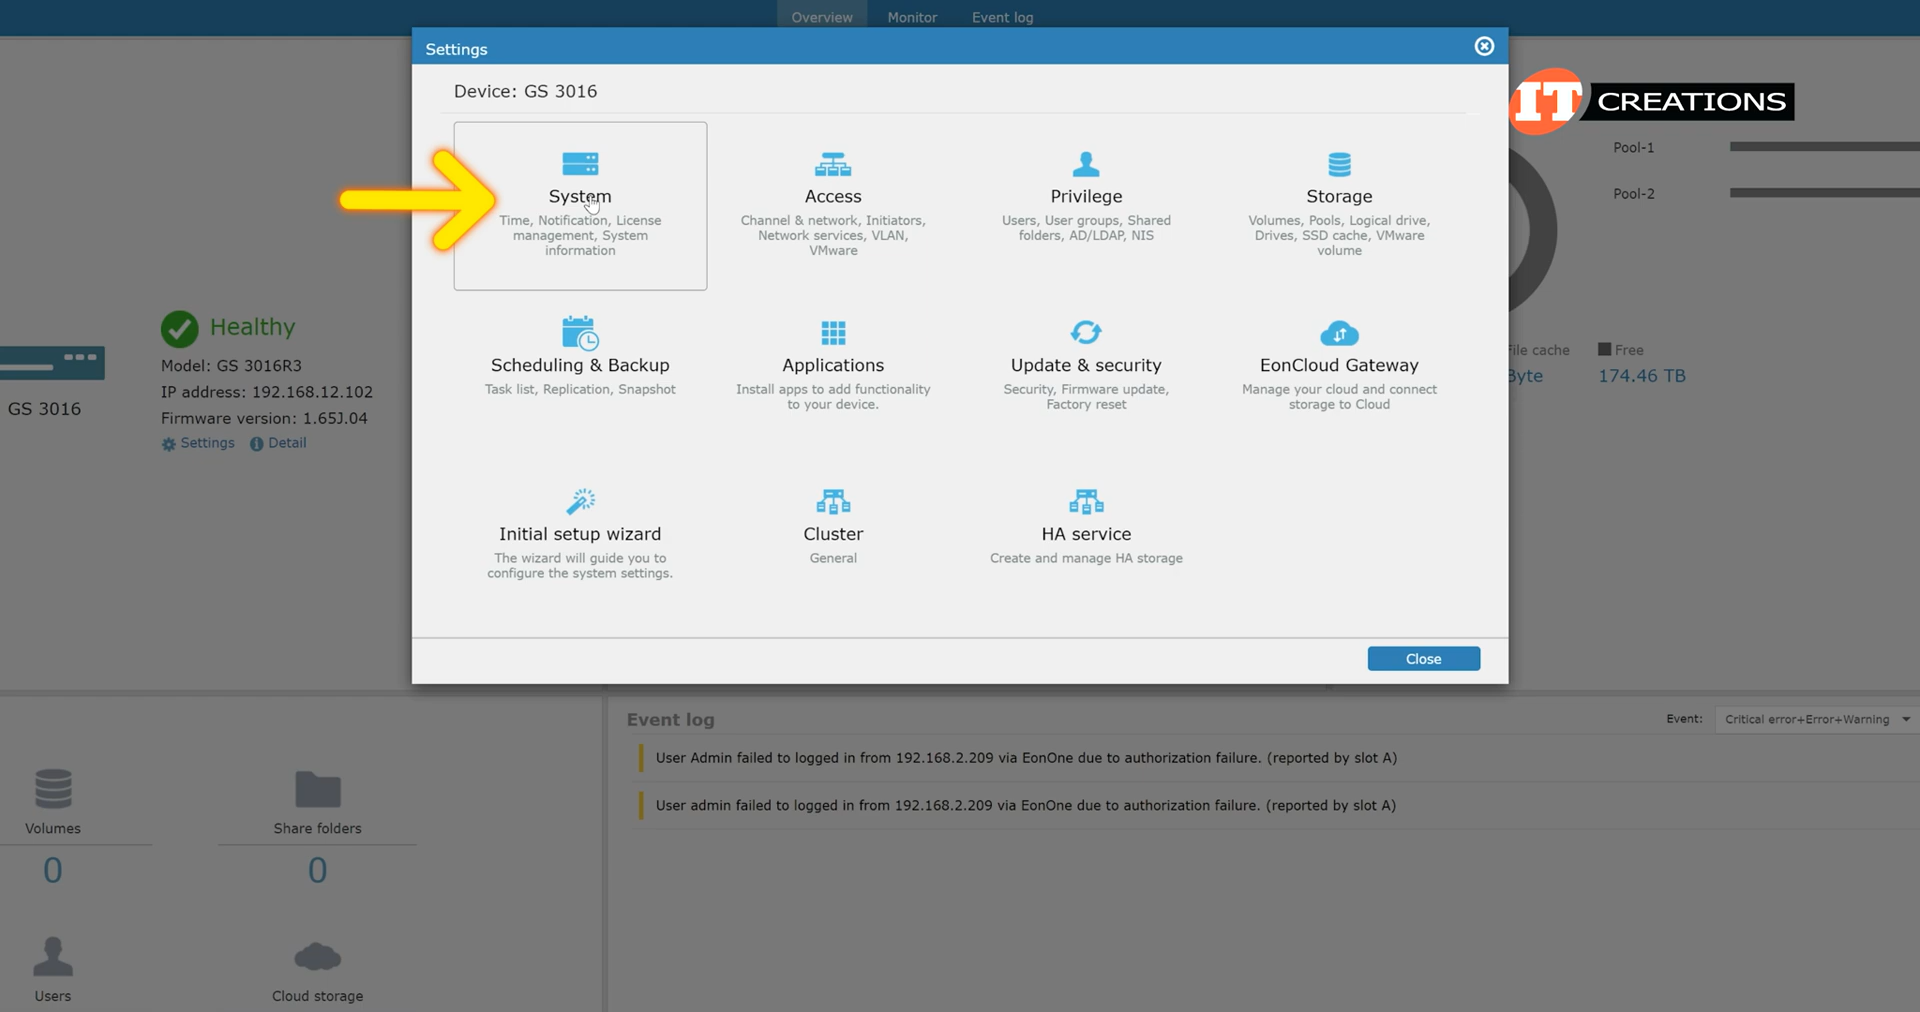 Overview Monitor Event log
Settings
Device: GS 3016
System
Time, Notification, License
management, System
information
Access
Channel & network, Initiators,
Network services, VLAN,
VMware
Privilege
Users, User groups, Shared
folders, AD/LDAP, NIS
Storage
Volumes, Pools, Logical drive,
Drives, SSD cache, VMware
volume
Scheduling & Backup
Task list, Replication, Snapshot
Applications
Install apps to add functionality
to your device.
Update & security
Security, Firmware update,
Factory reset
EonCloud Gateway
Manage your cloud and connect
storage to Cloud
Initial setup wizard
The wizard will guide you to
configure the system settings.
Cluster
General
HA service
Create and manage HA storage
Close
IT CREATIONS
Pool-1
Pool-2
File cache
Byte
Free
174.46 TB
GS 3016
Healthy
Model: GS 3016R3
IP address: 192.168.12.102
Firmware version: 1.65J.04
Settings Detail
Volumes
0
Share folders
0
Users
Cloud storage
Event log
Event: Critical error+Error+Warning
User Admin failed to logged in from 192.168.2.209 via EonOne due to authorization failure. (reported by slot A)
User admin failed to logged in from 192.168.2.209 via EonOne due to authorization failure. (reported by slot A)